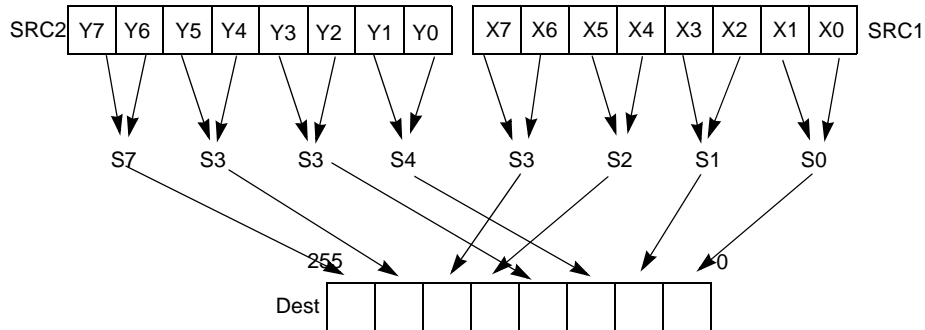 SRC2 Y7 Y6 Y5 Y4 Y3 Y2 Y1 Y0 X7 X6 X5 X4 X3 X2 X1 X0 SRC1
S7 S3 S3 S4 S3 S2 S1 S0
255 0
Dest